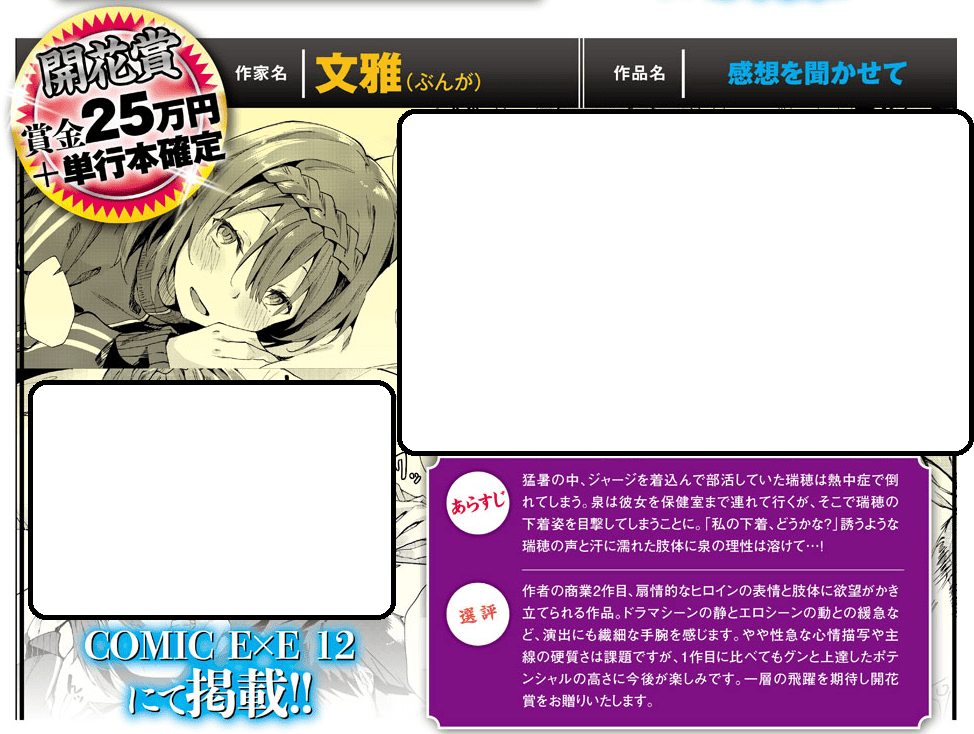 開花賞
賞金25万円
+単行本確定
作家名 文雅(ぶんが)
作品名 感想を聞かせて
あらすじ
猛暑の中、ジャージを着込んで部活していた瑞穂は熱中症で倒
れてしまう。泉は彼女を保健室まで連れて行くが、そこで瑞穂の
下着姿を目撃してしまうことに。「私の下着、どうかな?」誘うような
瑞穂の声と汗に濡れた肢体に泉の理性は溶けて…!
選評
作者の商業2作目、扇情的なヒロインの表情と肢体に欲望がかき
立てられる作品。ドラマシーンの静とエロシーンの動との緩急な
ど、演出にも繊細な手腕を感じます。やや性急な心情描写や主
線の硬質さは課題ですが、1作目に比べてもグンと上達したポテ
ンシャルの高さに今後が楽しみです。一層の飛躍を期待し開花
賞をお贈りいたします。
COMIC E×E 12
にて掲載!!